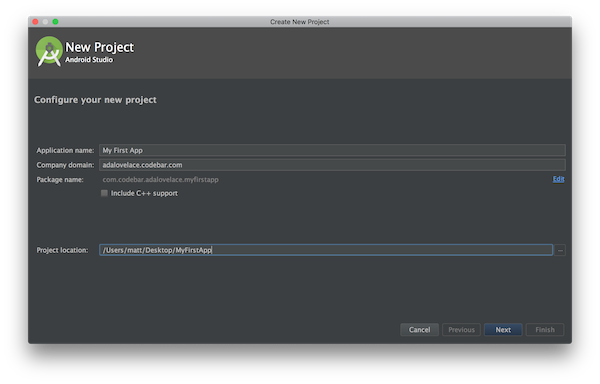 Create New Project
New Project
Android Studio
Configure your new project
Application name: My First App
Company domain: adalovelace.codebar.com
Package name: com.codebar.adalovelace.myfirstapp Edit
Include C++ support
Project location: /Users/matt/Desktop/MyFirstApp ...
Cancel Previous Next Finish